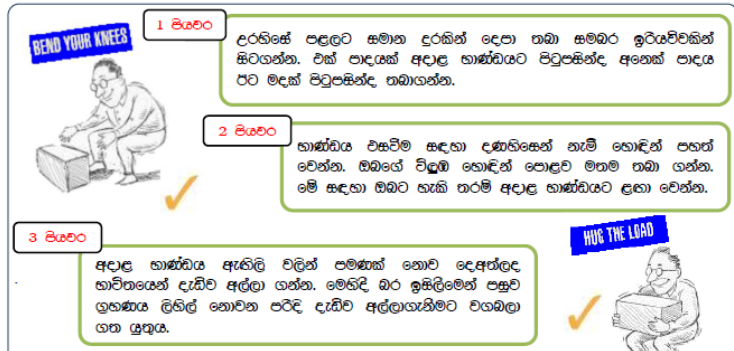 BEND YOUR KNEES
1 පියවර
උරහිසේ පළලට සමාන දුරකින් දෙපා තබා සමබර ඉරියව්වකින්
සිටගන්න. එක් පාදයක් අදාළ භාණ්ඩයට පිටුපසින්ද අනෙක් පාදය
ඊට මදක් පිටුපසින්ද තබාගන්න.
2 පියවර
භාණ්ඩය එසවීම සඳහා දණහිසෙන් නැමී හොඳින් පහත්
වෙන්න. ඔබගේ විලුඹ හොඳින් පොළව මතම තබා ගන්න.
මේ සඳහා ඔබට හැකි තරම් අදාළ භාණ්ඩයට ළඟා වෙන්න.
3 පියවර
අදාළ භාණ්ඩය ඇඟිලි වලින් පමණක් නොව දෙඅත්ලද
භාවිතයෙන් දැඩිව අල්ලා ගන්න. මෙහිදී බර ඉසිලීමෙන් පසුව
ග්‍රහණය ලිහිල් නොවන පරිදි දැඩිව අල්ලාගැනීමට වගබලා
ගත යුතුය.
HUG THE LOAD